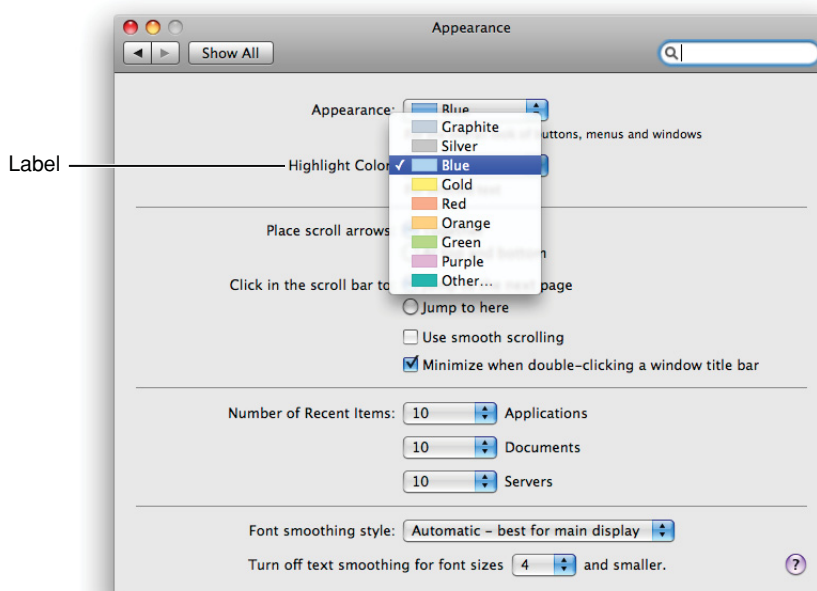 Appearance
Show All
Appearance: Blue
Graphite
uttons, menus and windows
Silver
Label
Highlight Color
✓ Blue
Gold
Red
Orange
Place scroll arrows:
Green
Purple
Click in the scroll bar to
Other...
page
Jump to here
Use smooth scrolling
Minimize when double-clicking a window title bar
Number of Recent Items: 10 Applications
10 Documents
10 Servers
Font smoothing style: Automatic – best for main display
Turn off text smoothing for font sizes 4 and smaller. ?